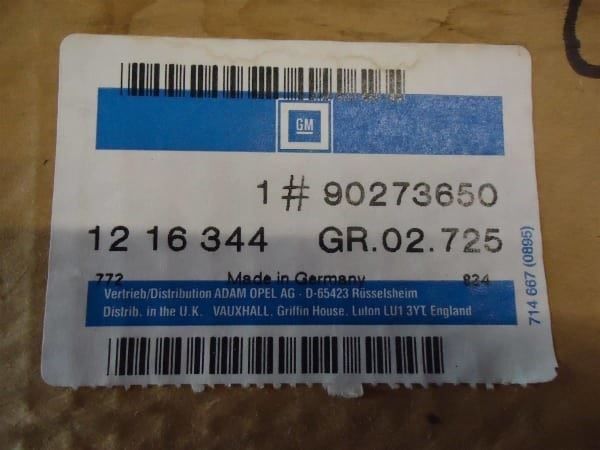 GM
1 # 90273650
12 16 344 GR.02.725
772 Made in Germany 834
Vertrieb/Distribution ADAM OPEL AG - D-65423 Rüsselsheim
Distrib. in the U.K. VAUXHALL, Griffin House, Luton LU1 3YT, England
714 667 (0895)